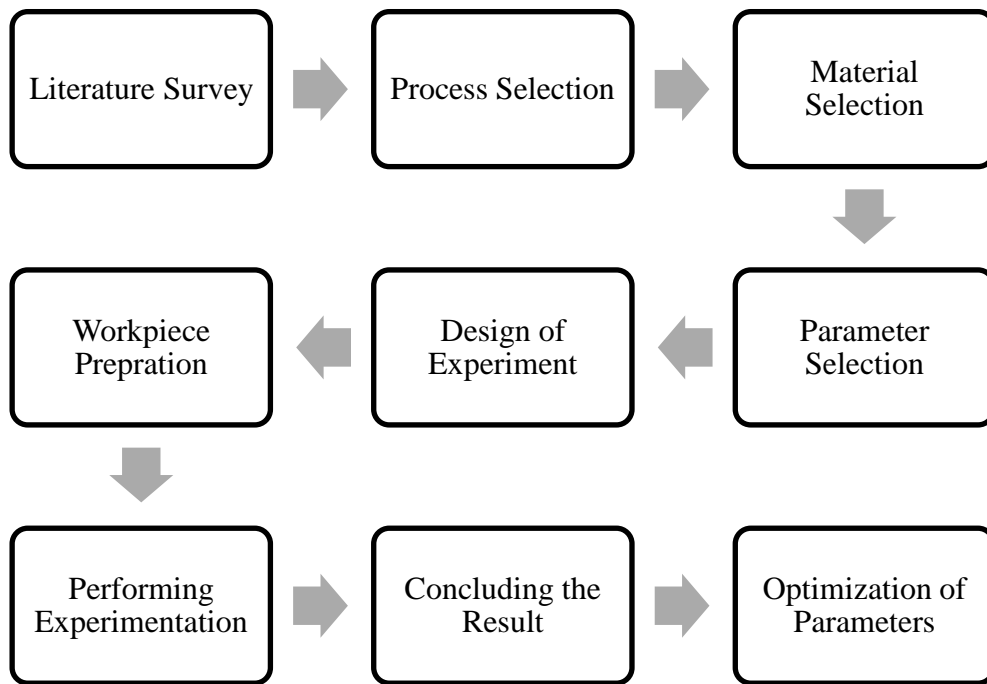 Literature Survey
Process Selection
Material
Selection
Parameter
Selection
Design of
Experiment
Workpiece
Prepration
Performing
Experimentation
Concluding the
Result
Optimization of
Parameters